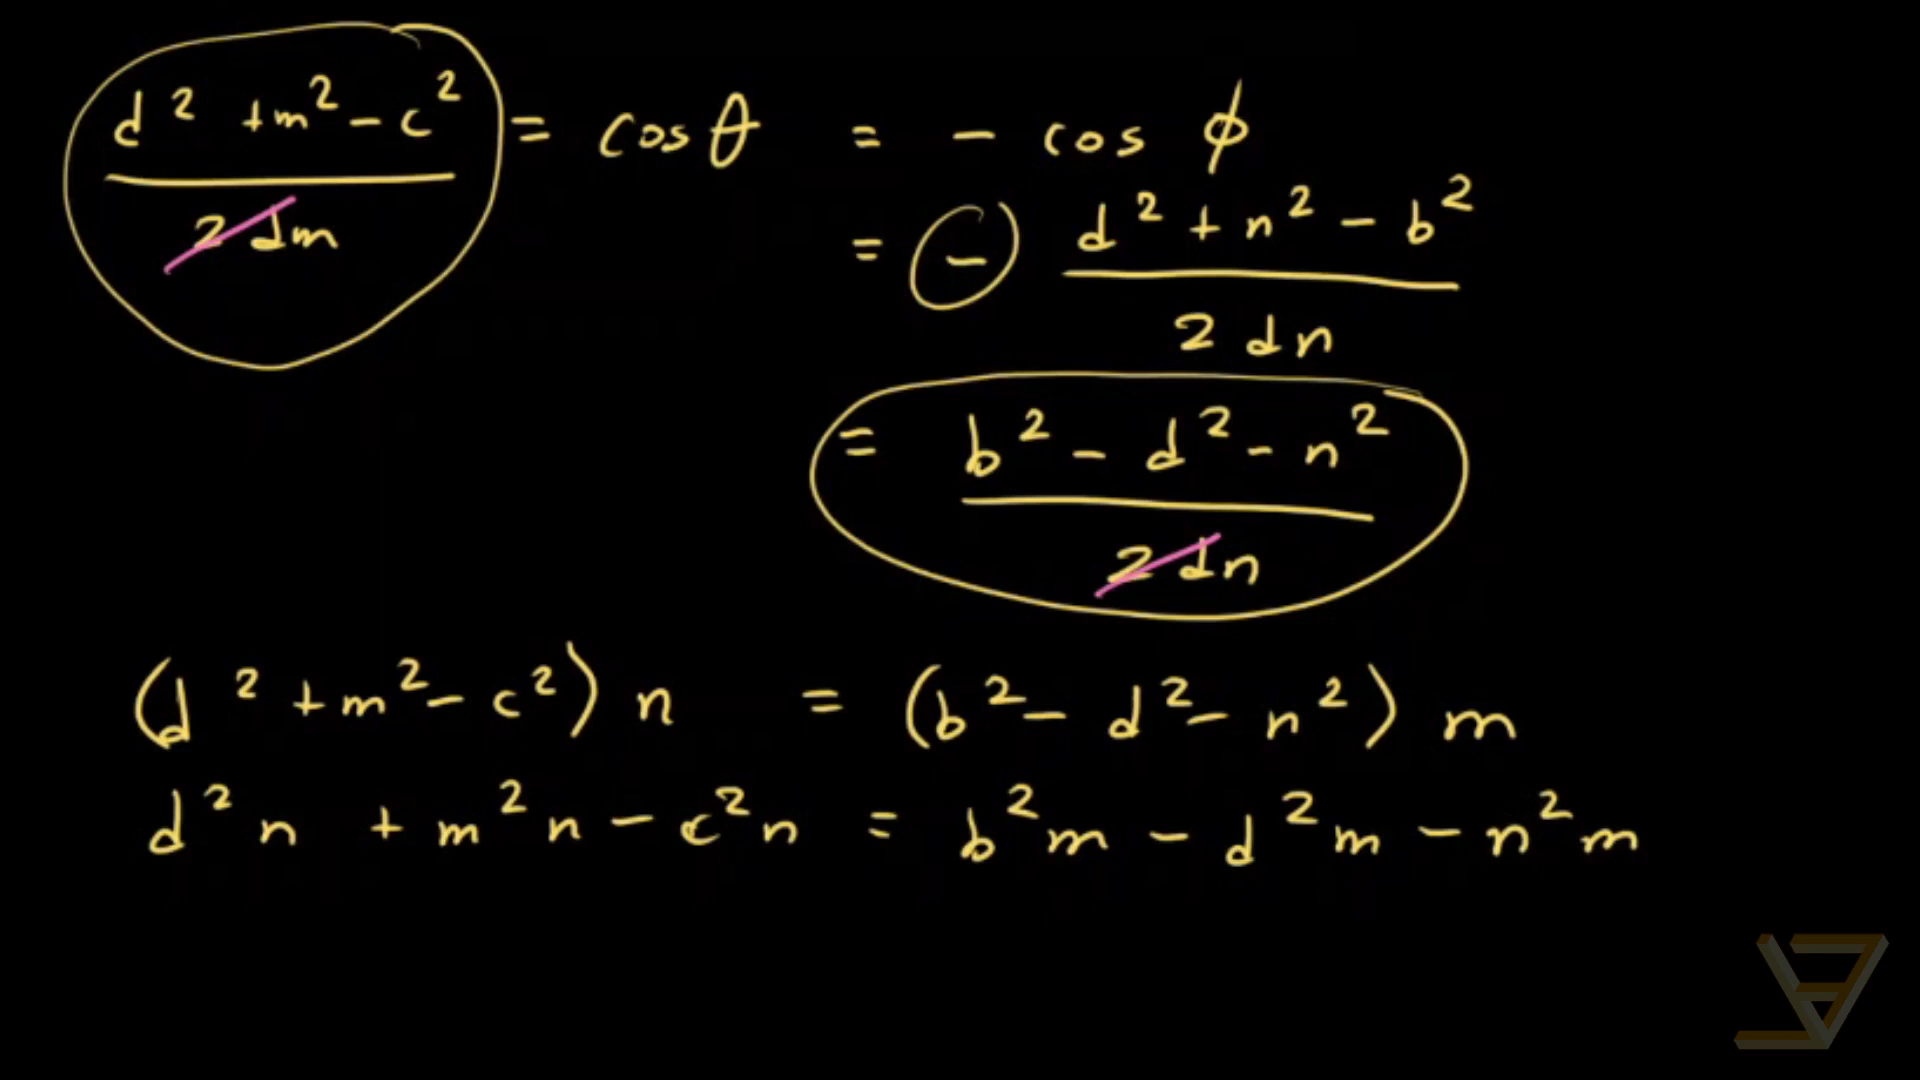 d² + m² - c² = cos θ = - cos ϕ
2dm
= - d² + n² - b²
2dn
= b² - d² - n²
2dn
(d² + m² - c²) n = (b² - d² - n²) m
d²n + m²n - c²n = b²m - d²m - n²m